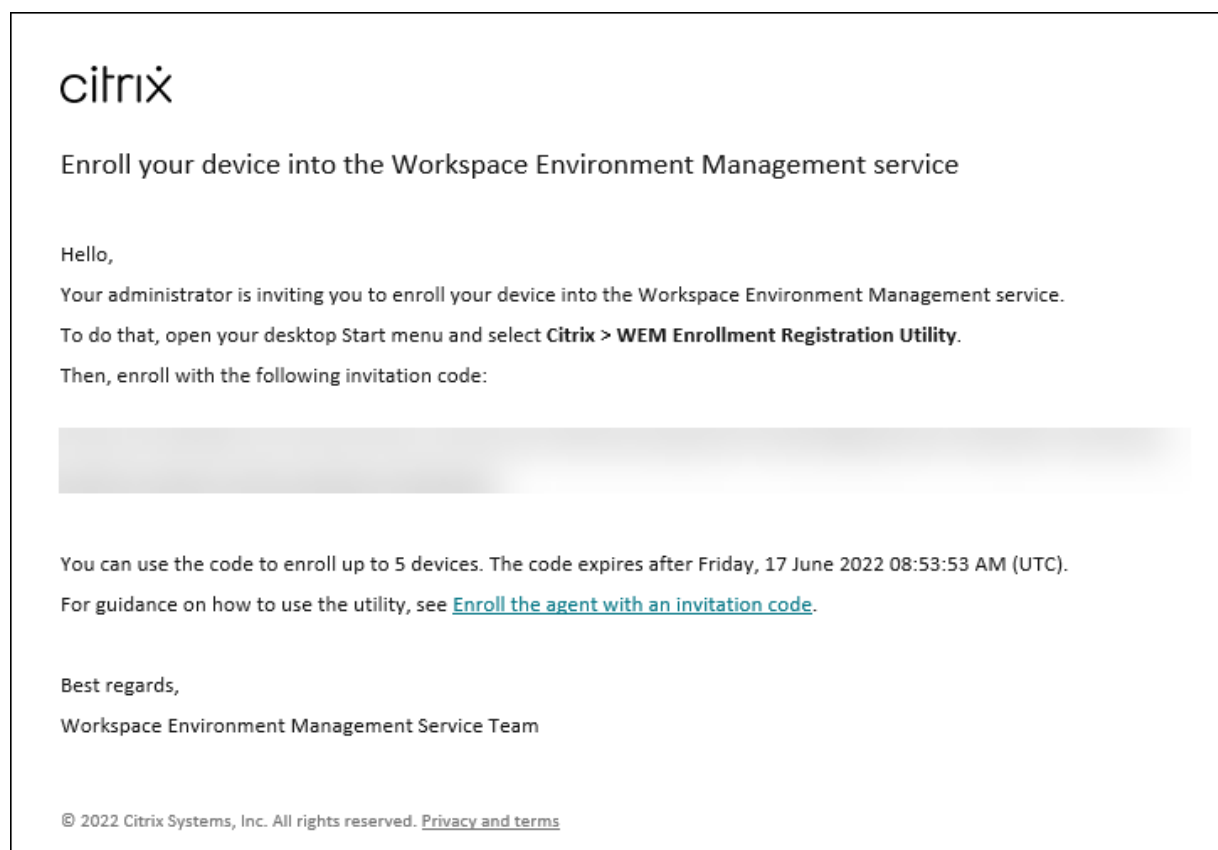 citrix
Enroll your device into the Workspace Environment Management service
Hello,
Your administrator is inviting you to enroll your device into the Workspace Environment Management service.
To do that, open your desktop Start menu and select Citrix > WEM Enrollment Registration Utility.
Then, enroll with the following invitation code:
You can use the code to enroll up to 5 devices. The code expires after Friday, 17 June 2022 08:53:53 AM (UTC).
For guidance on how to use the utility, see Enroll the agent with an invitation code.
Best regards,
Workspace Environment Management Service Team
© 2022 Citrix Systems, Inc. All rights reserved. Privacy and terms